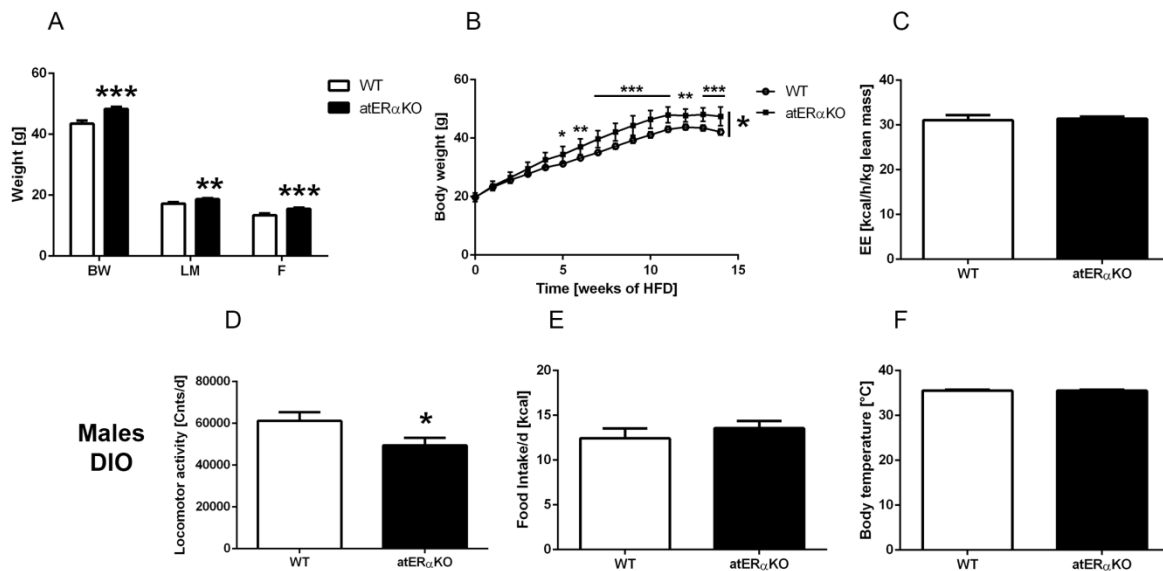 A
B
C
WT
atERαKO
Weight [g]
60
40
20
0
***
**
***
BW
LM
F
Body weight [g]
60
40
20
0
*
**
***
**
***
WT
atERαKO
*
0
5
10
15
Time [weeks of HFD]
EE [kcal/h/kg lean mass]
40
30
20
10
0
WT
atERαKO
D
E
F
Males
DIO
Locomotor activity [Cnts/d]
80000
60000
40000
20000
0
*
WT
atERαKO
Food Intake/d [kcal]
20
15
10
5
0
WT
atERαKO
Body temperature [°C]
40
30
20
10
0
WT
atERαKO